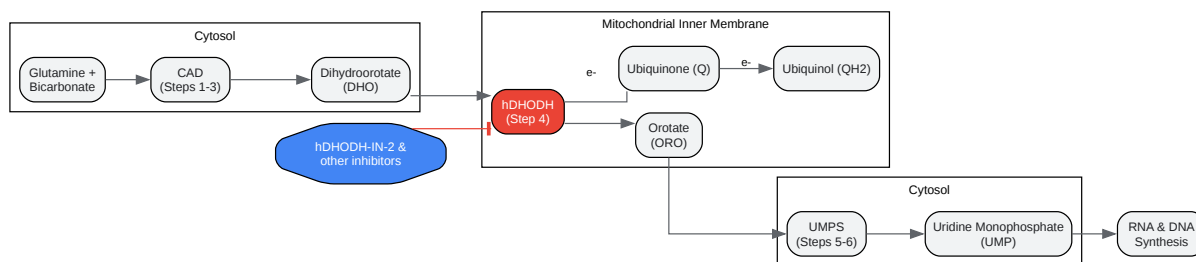 Cytosol
Glutamine +
Bicarbonate
CAD
(Steps 1-3)
Dihydroorotate
(DHO)
Mitochondrial Inner Membrane
hDHODH
(Step 4)
e-
Ubiquinone (Q)
e-
Ubiquinol (QH2)
Orotate
(ORO)
hDHODH-IN-2 &
other inhibitors
Cytosol
UMPS
(Steps 5-6)
Uridine Monophosphate
(UMP)
RNA & DNA
Synthesis